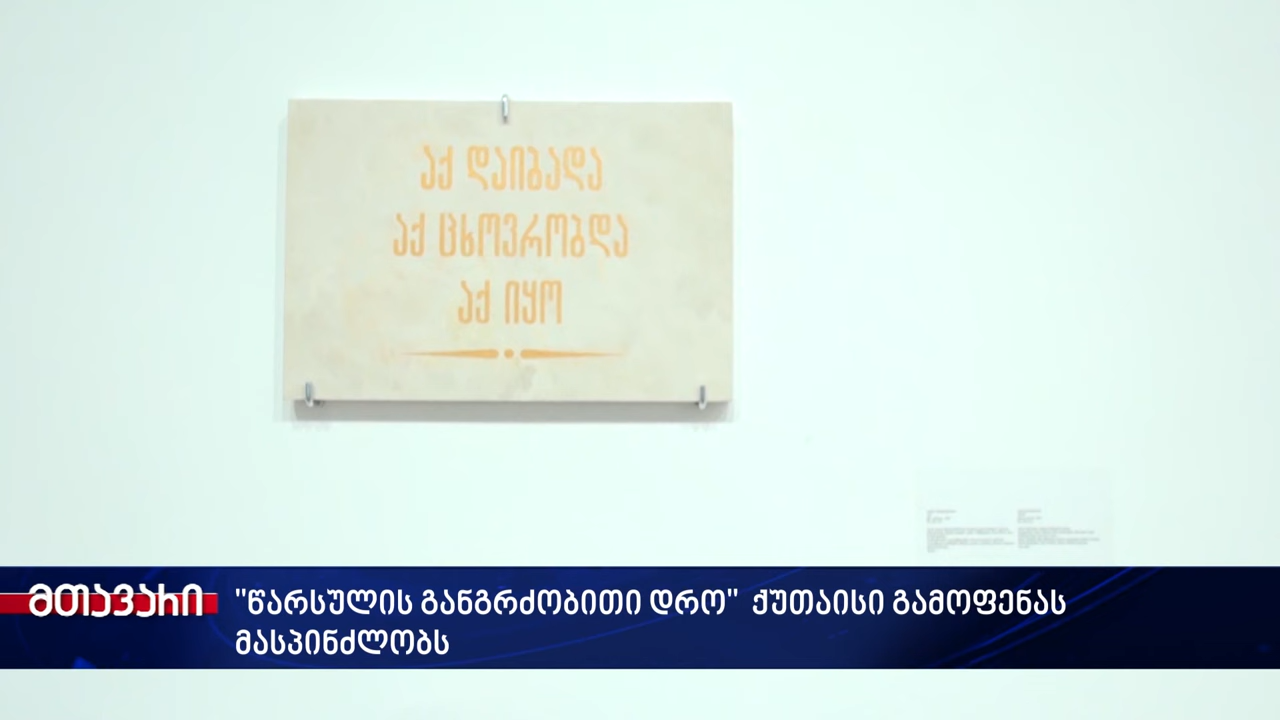 აქ დაიბადა
აქ ცხოვრობდა
აქ იყო
მთავარი
"წარსულის განგრძობითი დრო" ქუთაისი გამოფენას
მასპინძლობს